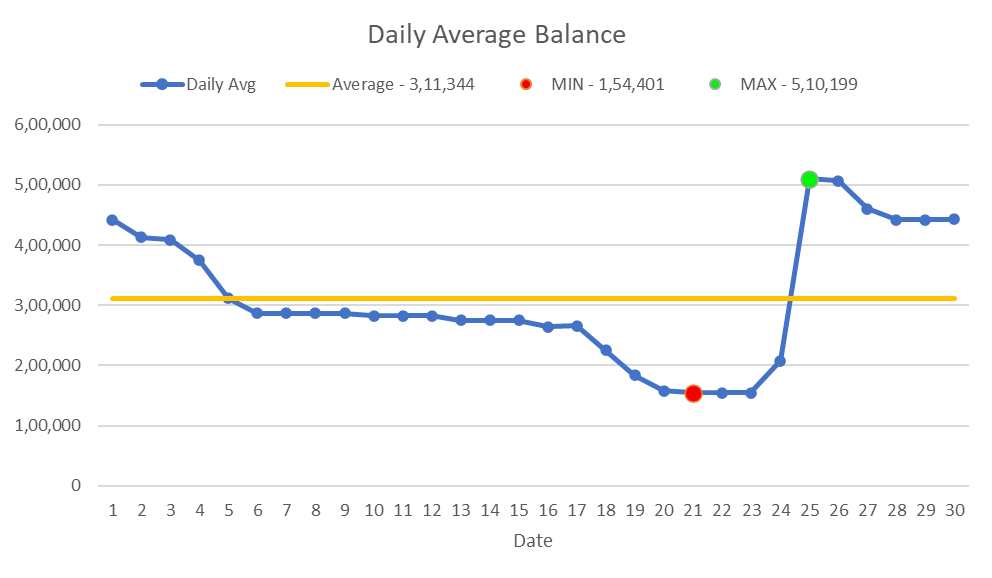 Daily Average Balance
Daily Avg Average - 3,11,344 MIN - 1,54,401 MAX - 5,10,199
6,00,000
5,00,000
4,00,000
3,00,000
2,00,000
1,00,000
0
1 2 3 4 5 6 7 8 9 10 11 12 13 14 15 16 17 18 19 20 21 22 23 24 25 26 27 28 29 30
Date